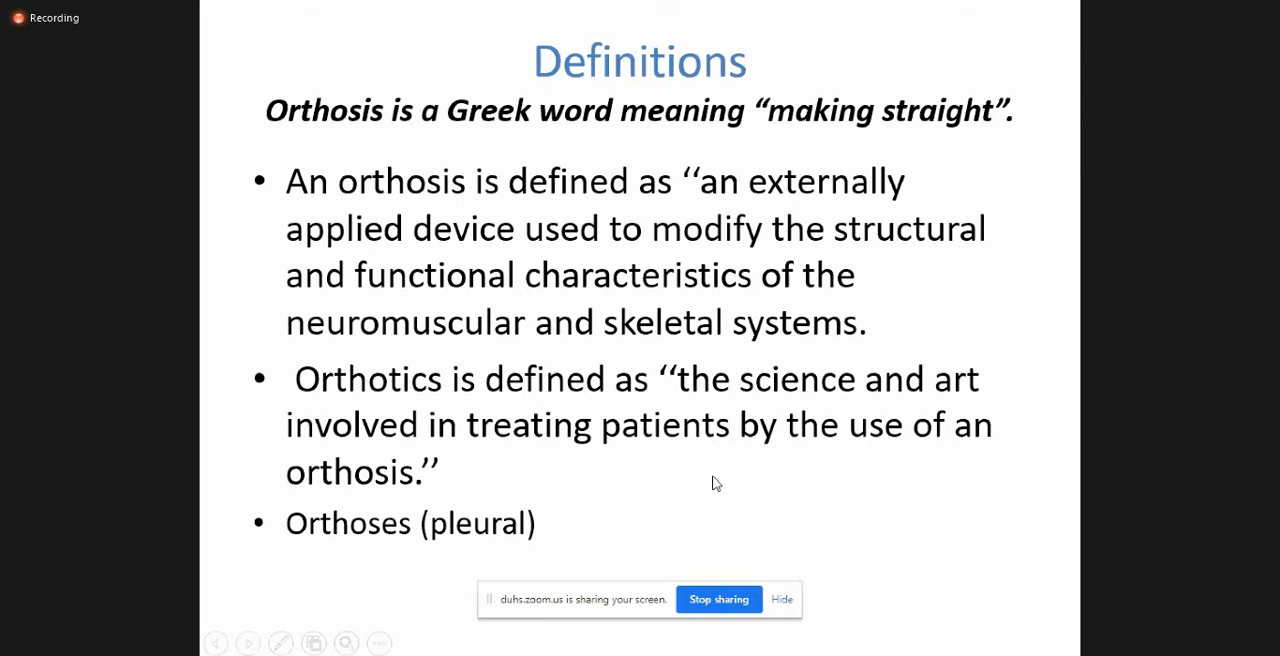 Recording
Definitions
Orthosis is a Greek word meaning “making straight”.
• An orthosis is defined as ‘‘an externally
applied device used to modify the structural
and functional characteristics of the
neuromuscular and skeletal systems.
• Orthotics is defined as ‘‘the science and art
involved in treating patients by the use of an
orthosis.’’
• Orthoses (pleural)
duhs.zoom.us is sharing your screen. Stop sharing Hide